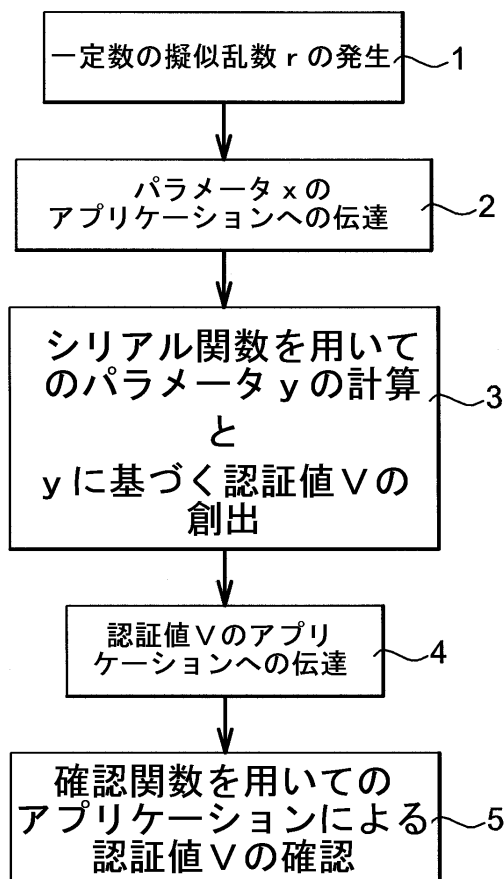 一定数の擬似乱数rの発生
1
パラメータxの
アプリケーションへの伝達
2
シリアル関数を用いて
のパラメータyの計算
と
yに基づく認証値Vの
創出
3
認証値Vのアプリ
ケーションへの伝達
4
確認関数を用いての
アプリケーションによる
認証値Vの確認
5